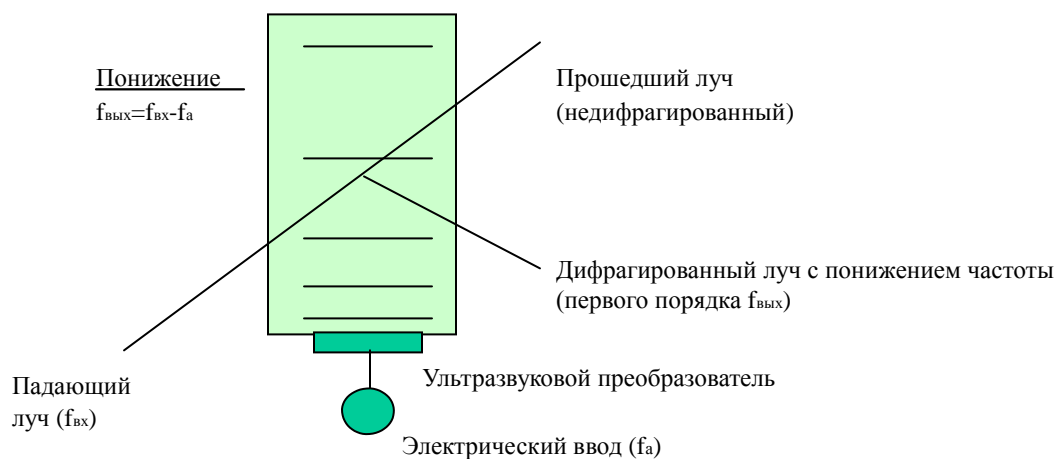 Понижение
fвых=fвх-fа
Прошедший луч
(недифрагированный)
Дифрагированный луч с понижением частоты
(первого порядка fвых)
Ультразвуковой преобразователь
Падающий
луч (fвх)
Электрический ввод (fа)